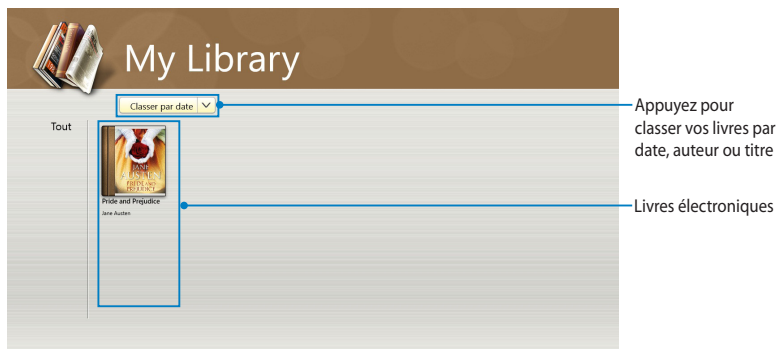 My Library
Classer par date
Appuyez pour
classer vos livres par
date, auteur ou titre
Tout
JANE
AUSTEN
PRIDE AND
PREJUDICE
Pride and Prejudice
Jane Austen
Livres électroniques